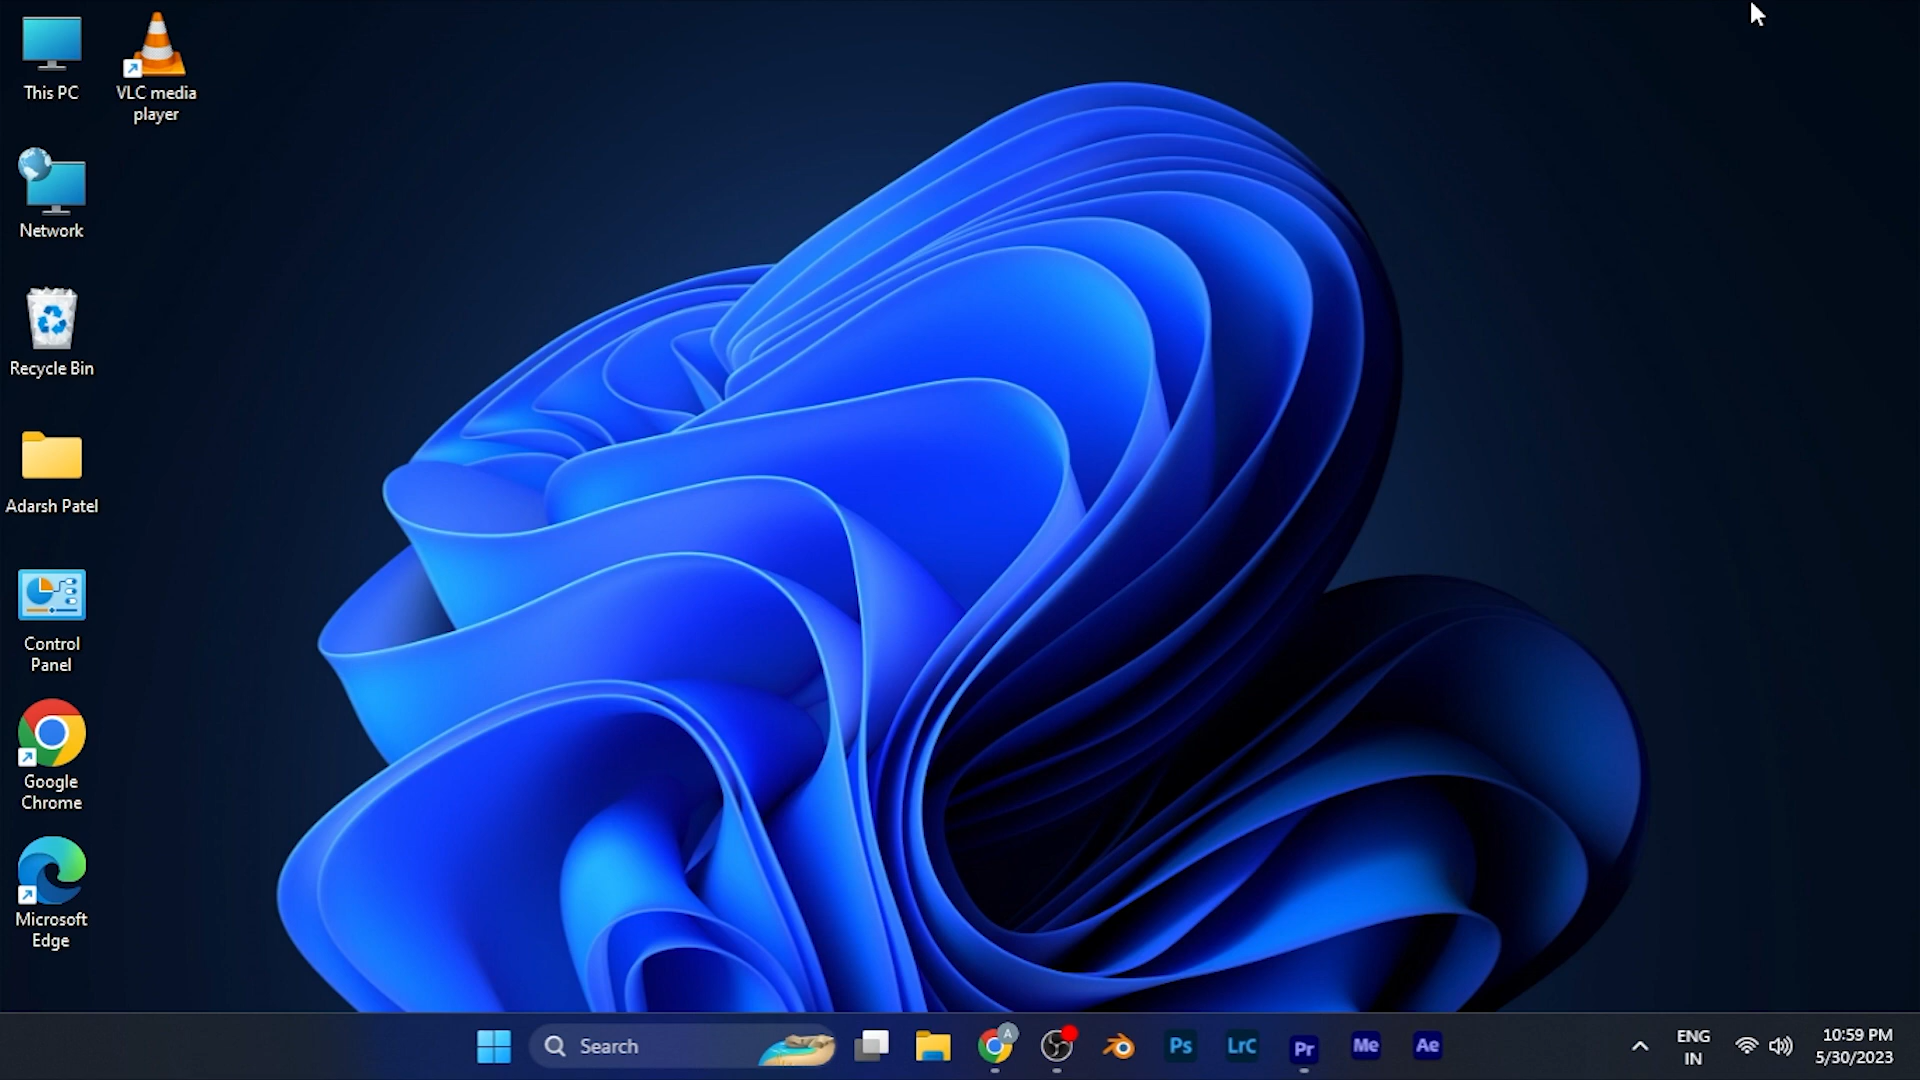 This PC
VLC media
player
Network
Recycle Bin
Adarsh Patel
Control
Panel
Google
Chrome
Microsoft
Edge
Search
A
Ps
LrC
Pr
Me
Ae
ENG
IN
10:59 PM
5/30/2023